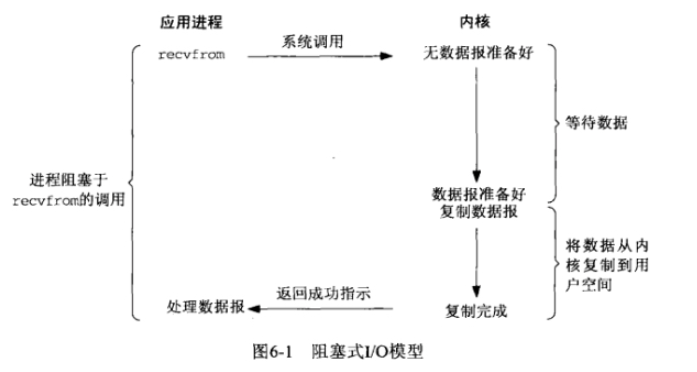 应用进程
内核
recvfrom
系统调用
无数据报准备好
等待数据
进程阻塞于
recvfrom的调用
数据报准备好
复制数据报
将数据从内
核复制到用
户空间
处理数据报
返回成功指示
复制完成
图6-1 阻塞式I/O模型